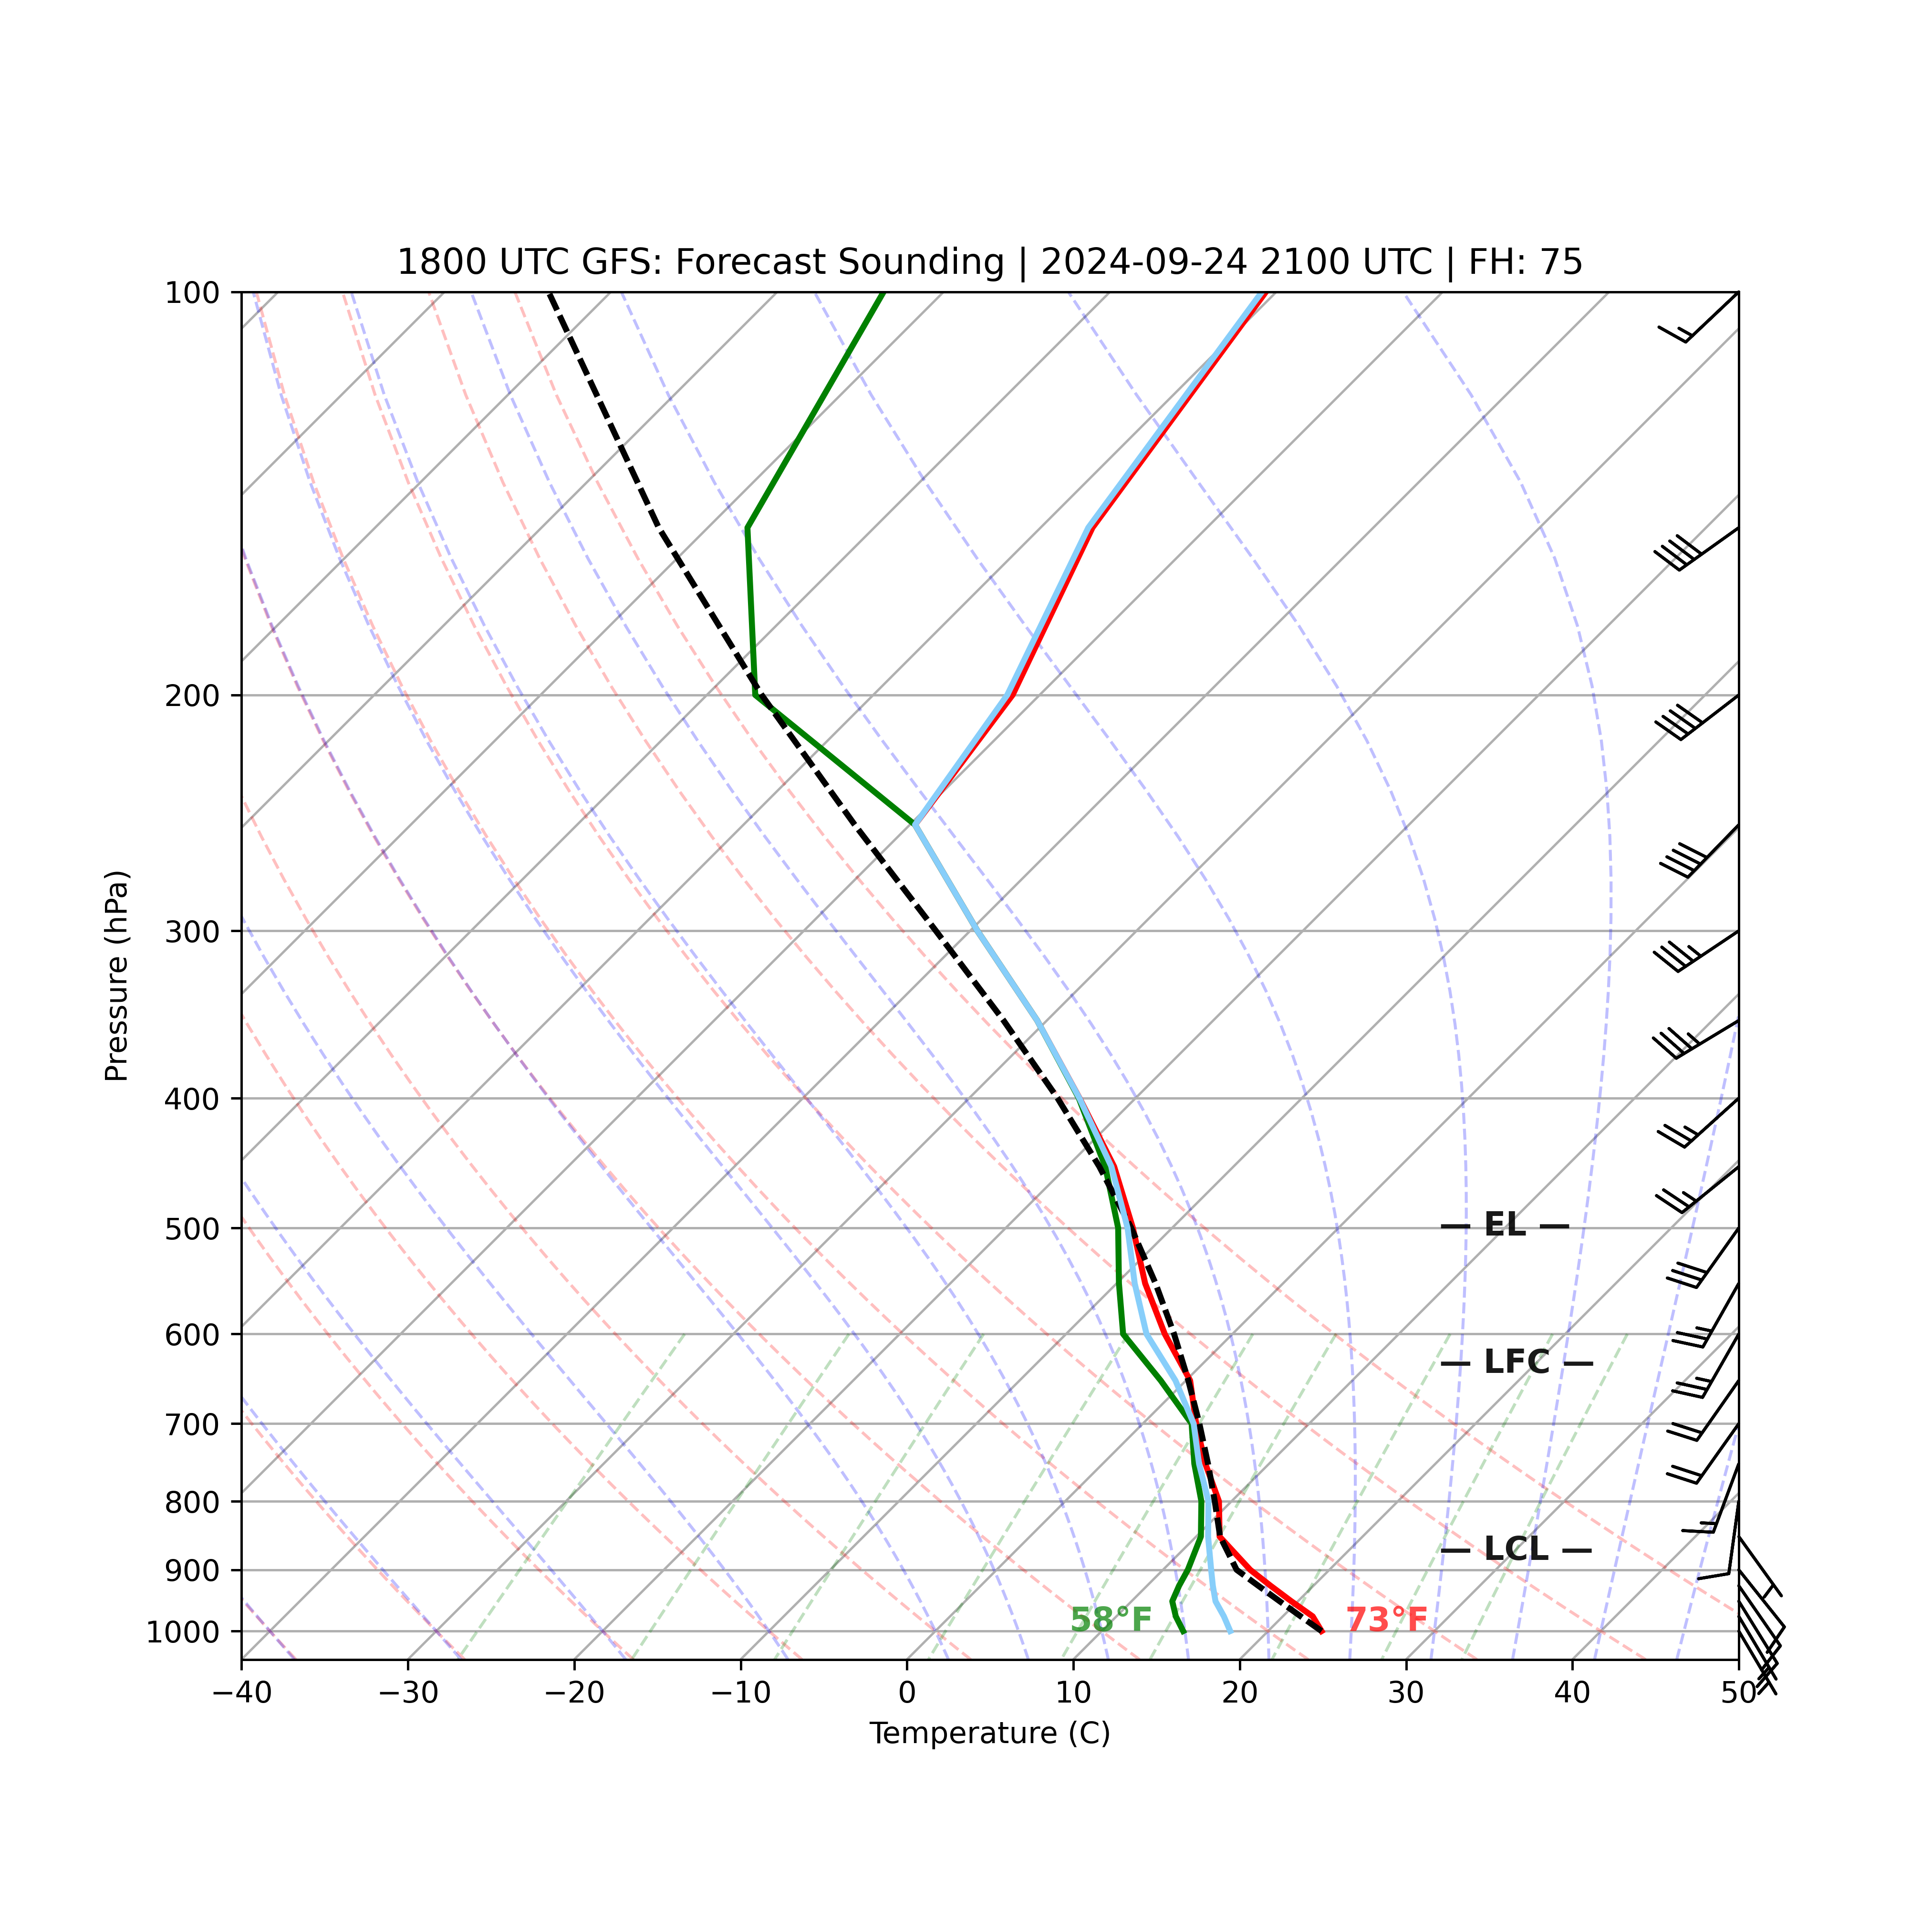 1800 UTC GFS: Forecast Sounding | 2024-09-24 2100 UTC | FH: 75
100
200
300
400
500
600
700
800
900
1000
Pressure (hPa)
— EL —
— LFC —
— LCL —
58°F
73°F
−40 −30 −20 −10 0 10 20 30 40 50
Temperature (C)